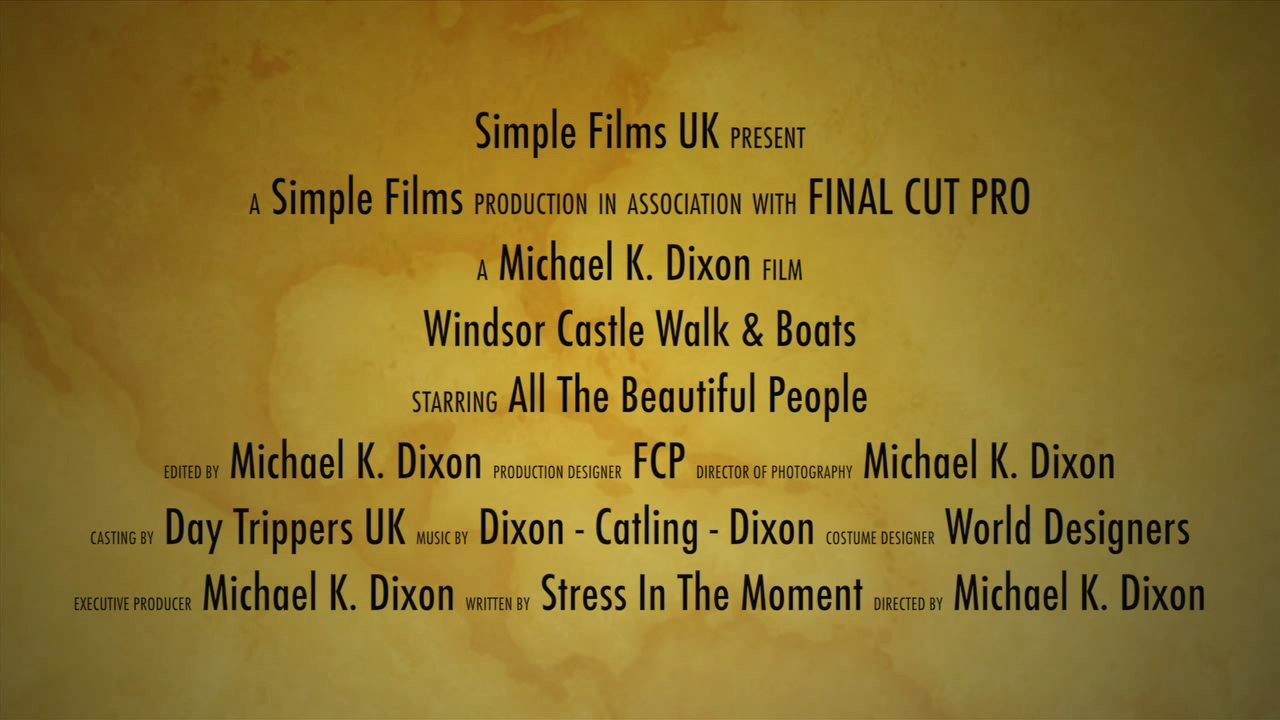 Simple Films UK PRESENT
A Simple Films PRODUCTION IN ASSOCIATION WITH FINAL CUT PRO
A Michael K. Dixon FILM
Windsor Castle Walk & Boats
STARRING All The Beautiful People
EDITED BY Michael K. Dixon PRODUCTION DESIGNER FCP DIRECTOR OF PHOTOGRAPHY Michael K. Dixon
CASTING BY Day Trippers UK MUSIC BY Dixon - Catling - Dixon COSTUME DESIGNER World Designers
EXECUTIVE PRODUCER Michael K. Dixon WRITTEN BY Stress In The Moment DIRECTED BY Michael K. Dixon